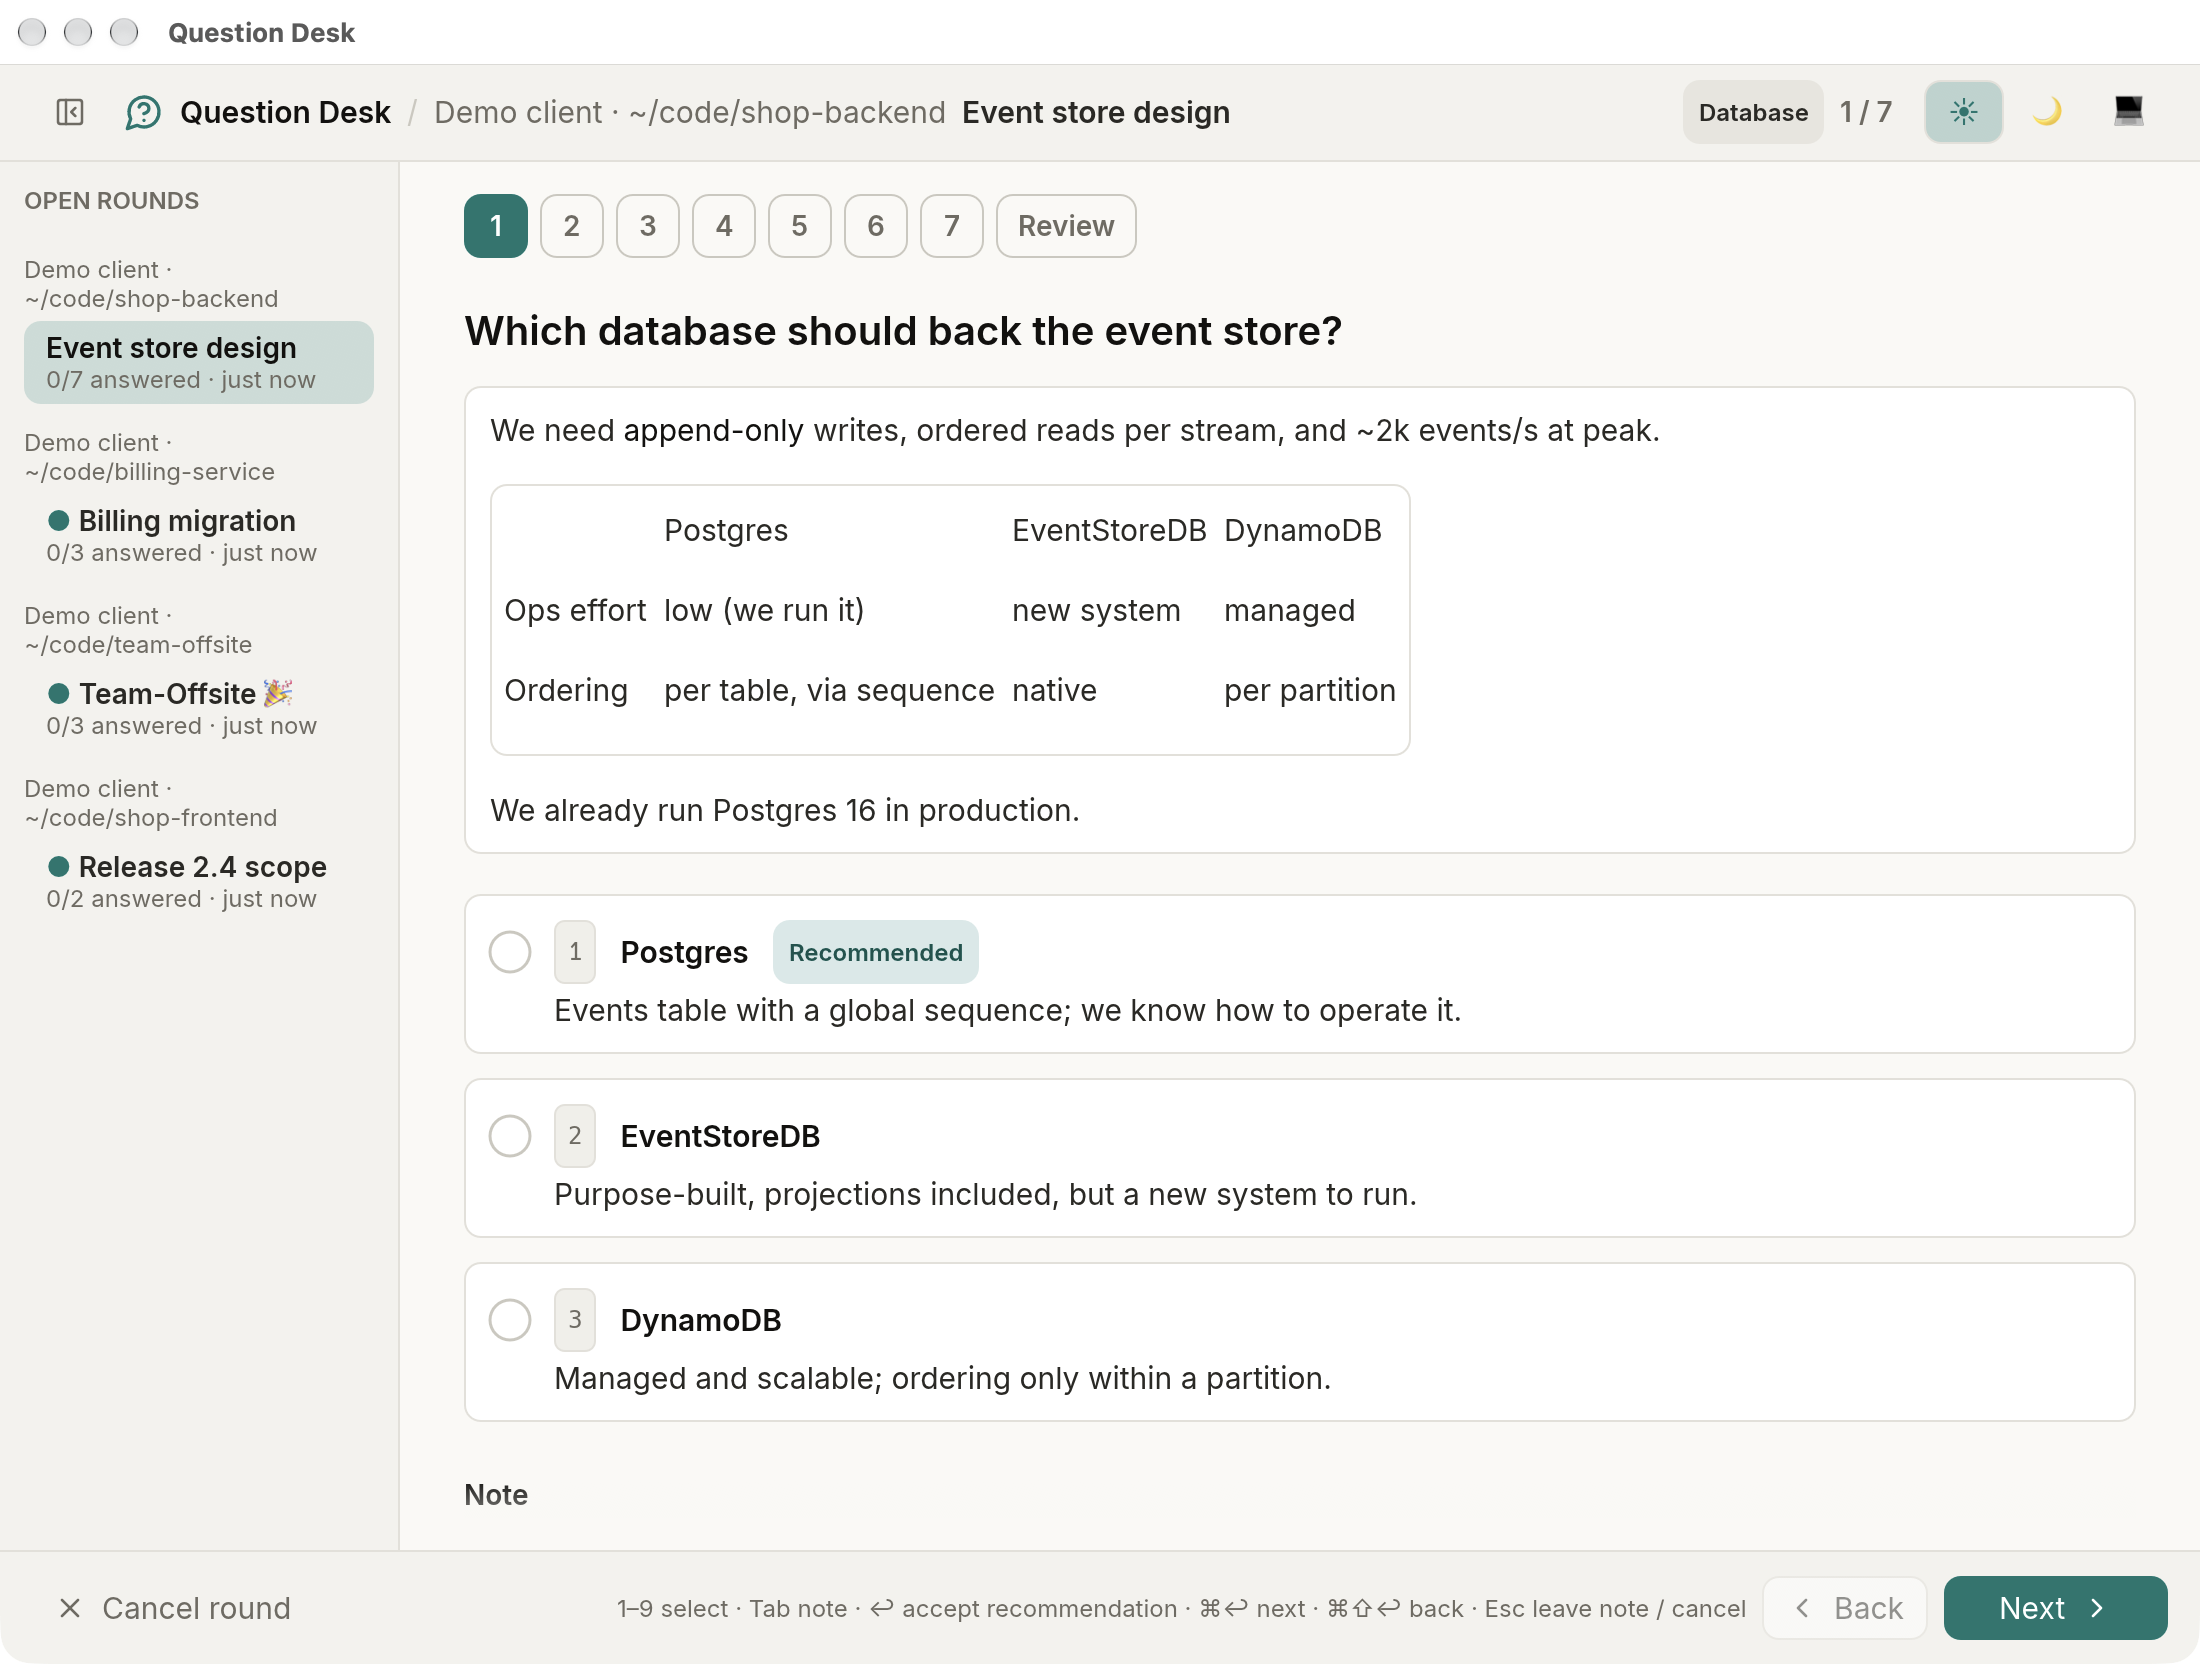 Question Desk
Question Desk / Demo client · ~/code/shop-backend Event store design Database 1 / 7
OPEN ROUNDS
Demo client ·
~/code/shop-backend
Event store design
0/7 answered · just now
Demo client ·
~/code/billing-service
Billing migration
0/3 answered · just now
Demo client ·
~/code/team-offsite
Team-Offsite 🎉
0/3 answered · just now
Demo client ·
~/code/shop-frontend
Release 2.4 scope
0/2 answered · just now
1 2 3 4 5 6 7 Review
Which database should back the event store?
We need append-only writes, ordered reads per stream, and ~2k events/s at peak.
Postgres EventStoreDB DynamoDB
Ops effort low (we run it) new system managed
Ordering per table, via sequence native per partition
We already run Postgres 16 in production.
1 Postgres Recommended
Events table with a global sequence; we know how to operate it.
2 EventStoreDB
Purpose-built, projections included, but a new system to run.
3 DynamoDB
Managed and scalable; ordering only within a partition.
Note
Cancel round 1–9 select · Tab note · ↩ accept recommendation · ⌘↩ next · ⌘⇧↩ back · Esc leave note / cancel Back Next